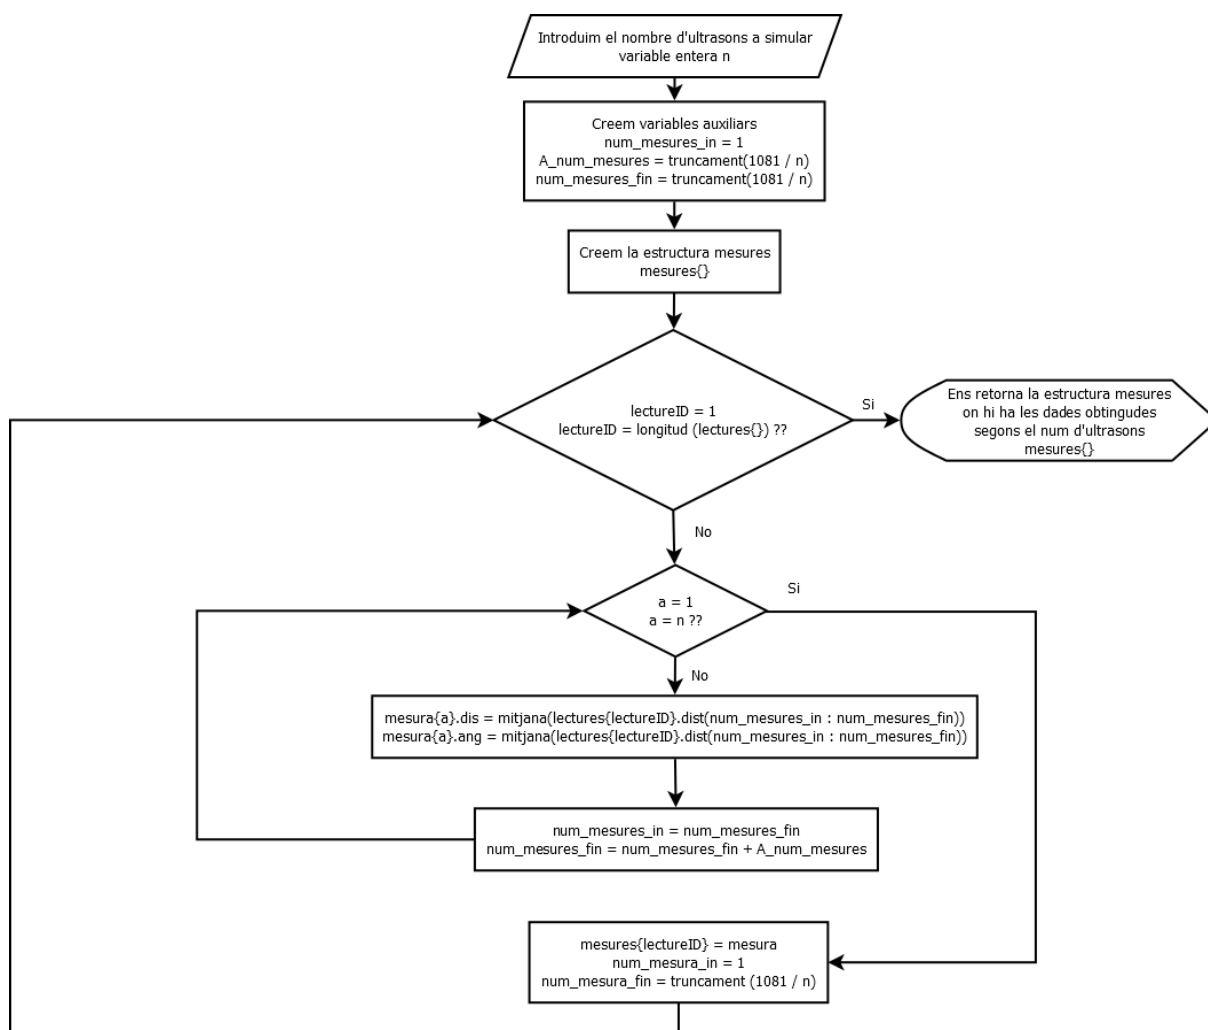 Introduim el nombre d'ultrasons a simular
variable entera n
Creem variables auxiliars
num_mesures_in = 1
A_num_mesures = truncament(1081 / n)
num_mesures_fin = truncament(1081 / n)
Creem la estructura mesures
mesures{}
lectureID = 1
lectureID = longitud (lectures{}) ??
Si
Ens retorna la estructura mesures
on hi ha les dades obtingudes
segons el num d'ultrasons
mesures{}
No
a = 1
a = n ??
Si
No
mesura{a}.dis = mitjana(lectures{lectureID}.dist(num_mesures_in : num_mesures_fin))
mesura{a}.ang = mitjana(lectures{lectureID}.dist(num_mesures_in : num_mesures_fin))
num_mesures_in = num_mesures_fin
num_mesures_fin = num_mesures_fin + A_num_mesures
mesures{lectureID} = mesura
num_mesura_in = 1
num_mesura_fin = truncament (1081 / n)